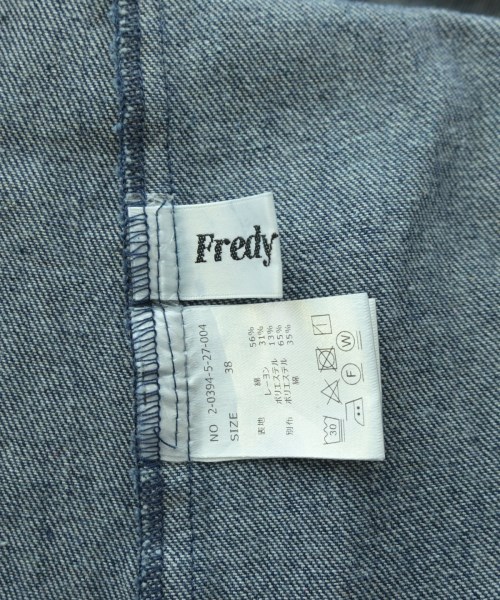 Fredy
NO 2-0394-5-27-004
SIZE 38
表地 綿 56%
レーヨン 31%
ポリエステル 13%
別布 ポリエステル 65%
綿 35%
30
F
W